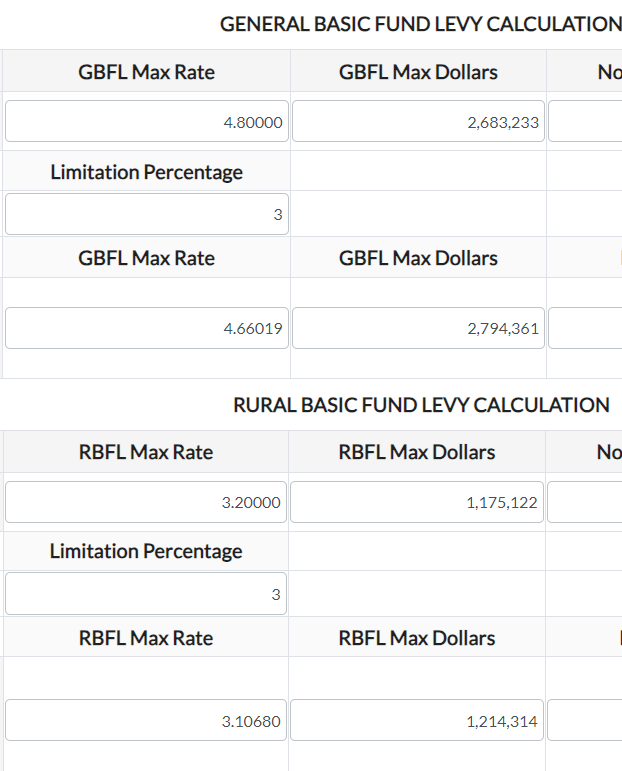 GENERAL BASIC FUND LEVY CALCULATION
GBFL Max Rate GBFL Max Dollars No
4.80000 2,683,233
Limitation Percentage
3
GBFL Max Rate GBFL Max Dollars
4.66019 2,794,361
RURAL BASIC FUND LEVY CALCULATION
RBFL Max Rate RBFL Max Dollars No
3.20000 1,175,122
Limitation Percentage
3
RBFL Max Rate RBFL Max Dollars
3.10680 1,214,314